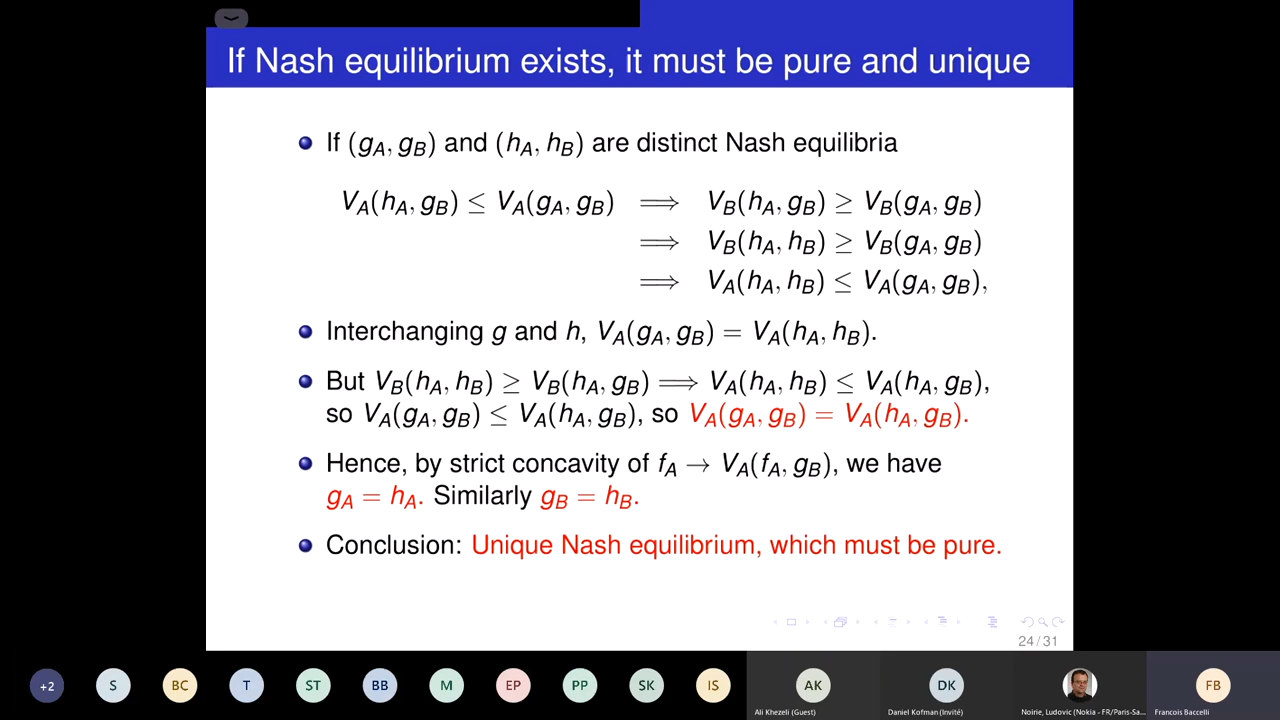 If Nash equilibrium exists, it must be pure and unique
If (g_A, g_B) and (h_A, h_B) are distinct Nash equilibria
V_A(h_A, g_B) ≤ V_A(g_A, g_B) ⟹ V_B(h_A, g_B) ≥ V_B(g_A, g_B)
⟹ V_B(h_A, h_B) ≥ V_B(g_A, g_B)
⟹ V_A(h_A, h_B) ≤ V_A(g_A, g_B),
Interchanging g and h, V_A(g_A, g_B) = V_A(h_A, h_B).
But V_B(h_A, h_B) ≥ V_B(h_A, g_B) ⟹ V_A(h_A, h_B) ≤ V_A(h_A, g_B),
so V_A(g_A, g_B) ≤ V_A(h_A, g_B), so V_A(g_A, g_B) = V_A(h_A, g_B).
Hence, by strict concavity of f_A → V_A(f_A, g_B), we have
g_A = h_A. Similarly g_B = h_B.
Conclusion: Unique Nash equilibrium, which must be pure.
24 / 31
+2 S BC T ST BB M EP PP SK IS AK DK FB
Ali Khezeli (Guest) Daniel Kofman (Invité) Noirie, Ludovic (Nokia - FR/Paris-Sa... Francois Baccelli